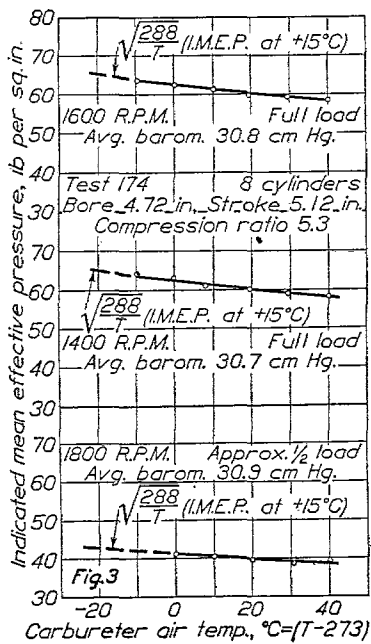 Indicated mean effective pressure, lb per sq. in.
80
70
60
50
40
30
60
50
40
30
60
50
40
30
√288/T (I.M.E.P. at +15°C)
1600 R.P.M. Full load
Avg. barom. 30.8 cm Hg.
Test 174 8 cylinders
Bore 4.72 in., Stroke 5.12 in.
Compression ratio 5.3
√288/T (I.M.E.P. at +15°C)
1400 R.P.M. Full load
Avg. barom. 30.7 cm Hg.
1800 R.P.M. Approx. 1/2 load
Avg. barom. 30.9 cm Hg.
√288/T (I.M.E.P. at +15°C)
Fig. 3
-20 0 20 40
Carbureter air temp., °C=(T-273)